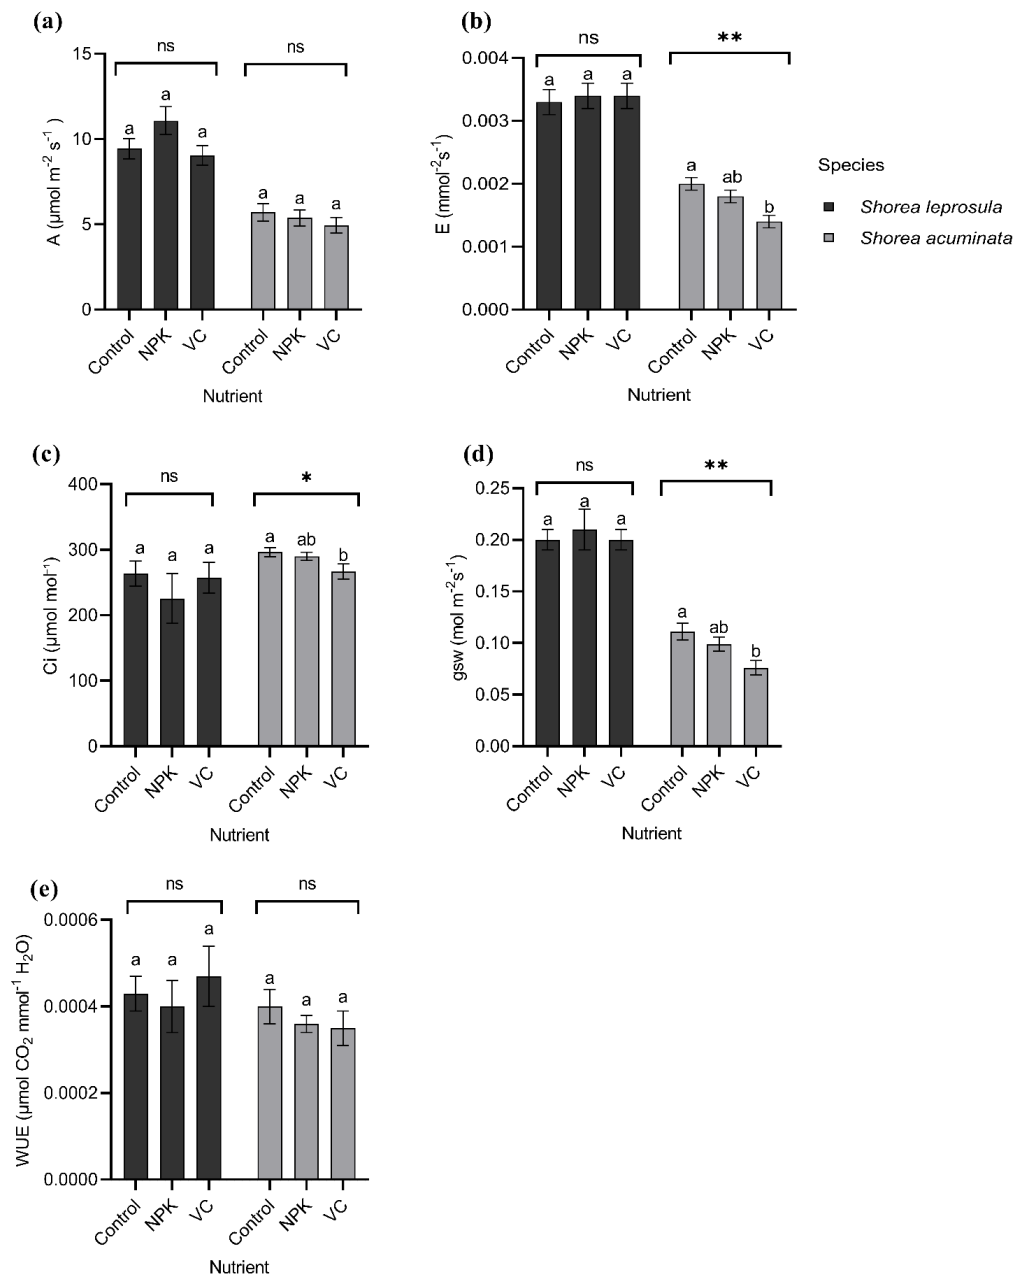 (a)
ns
ns
15
10
5
0
A (µmol m⁻² s⁻¹ )
a
a
a
a
a
a
Control
NPK
VC
Control
NPK
VC
Nutrient
(b)
ns
**
0.004
0.003
0.002
0.001
0.000
E (mmol⁻²s⁻¹)
a
a
a
a
ab
b
Control
NPK
VC
Control
NPK
VC
Nutrient
Species
Shorea leprosula
Shorea acuminata
(c)
ns
*
400
300
200
100
0
Ci (µmol mol⁻¹)
a
a
a
a
ab
b
Control
NPK
VC
Control
NPK
VC
Nutrient
(d)
ns
**
0.25
0.20
0.15
0.10
0.05
0.00
gsw (mol m⁻²s⁻¹)
a
a
a
a
ab
b
Control
NPK
VC
Control
NPK
VC
Nutrient
(e)
ns
ns
0.0006
0.0004
0.0002
0.0000
WUE (µmol CO₂ mmol⁻¹ H₂O)
a
a
a
a
a
a
Control
NPK
VC
Control
NPK
VC
Nutrient